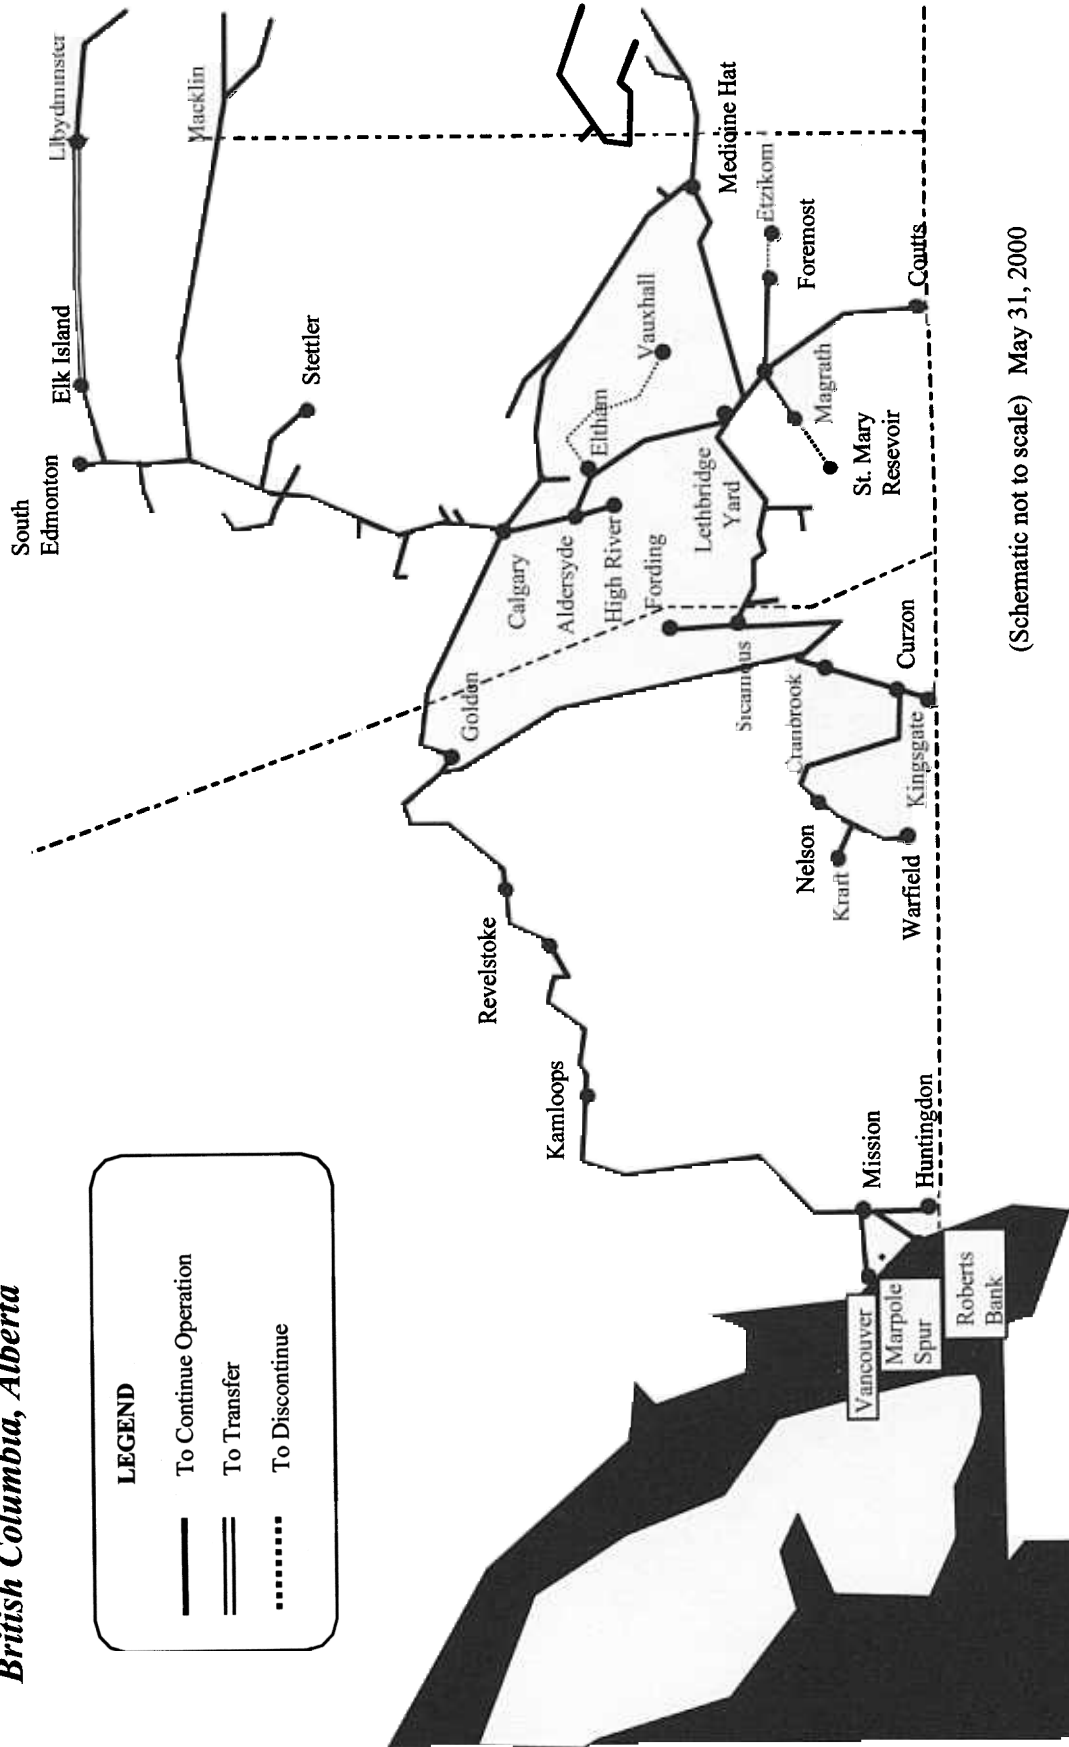 British Columbia, Alberta
LEGEND
To Continue Operation
To Transfer
To Discontinue
South
Edmonton
Elk Island
Lloydminster
Macklin
Stettler
Calgary
Aldersyde
High River
Eltham
Vauxhall
Medicine Hat
Etzikom
Foremost
Coutts
Magrath
St. Mary
Resevoir
Lethbridge
Yard
Fording
Golden
Sicamous
Cranbrook
Curzon
Kingsgate
Nelson
Kraft
Warfield
Revelstoke
Kamloops
Mission
Huntingdon
Vancouver
Marpole
Spur
Roberts
Bank
(Schematic not to scale) May 31, 2000